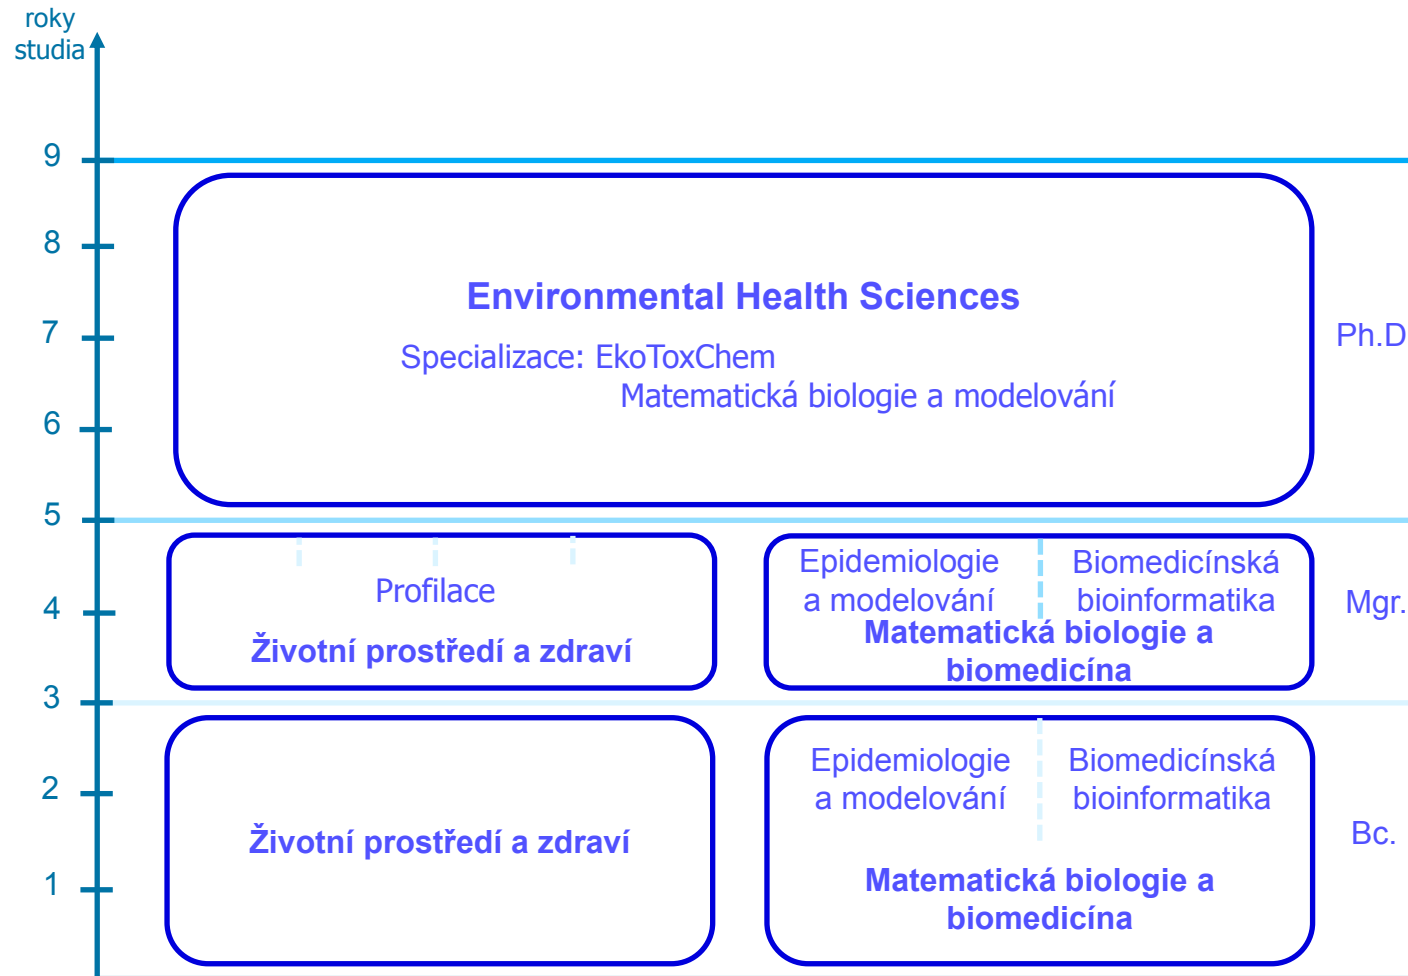 roky
studia
9
8
Environmental Health Sciences
7
Ph.D
Specializace: EkoToxChem
Matematická biologie a modelování
6
5
Epidemiologie
a modelování
Biomedicínská
bioinformatika
Profilace
4
Mgr.
Životní prostředí a zdraví
Matematická biologie a
biomedicína
3
Epidemiologie
a modelování
Biomedicínská
bioinformatika
2
Životní prostředí a zdraví
Bc.
1
Matematická biologie a
biomedicína